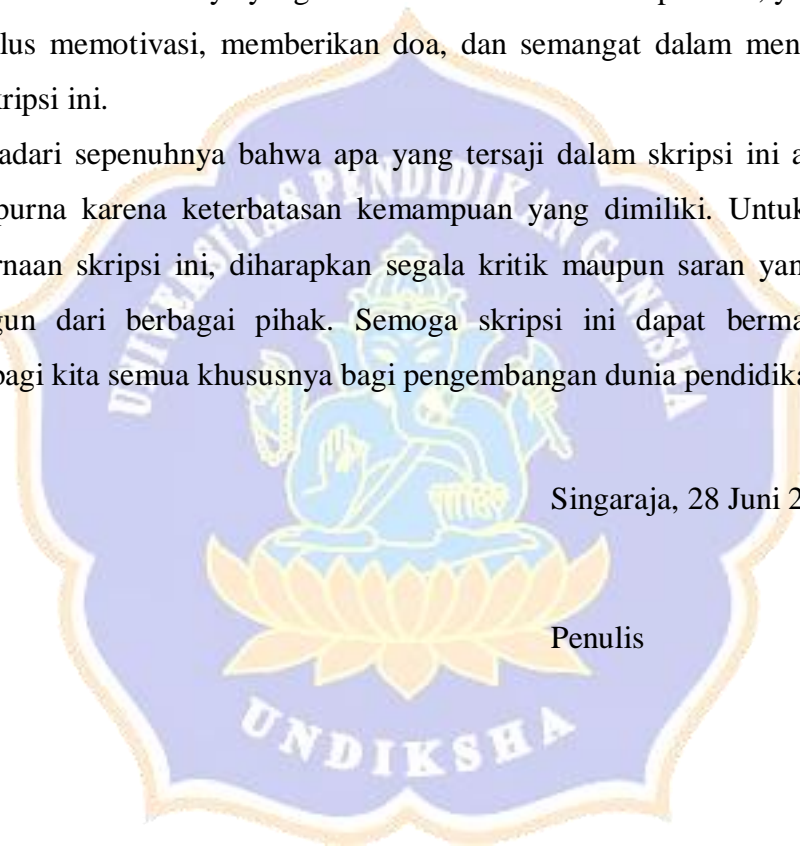 lus memotivasi, memberikan doa, dan semangat dalam men
ripsi ini.
adari sepenuhnya bahwa apa yang tersaji dalam skripsi ini a
purna karena keterbatasan kemampuan yang dimiliki. Untuk
rnaan skripsi ini, diharapkan segala kritik maupun saran yan
gun dari berbagai pihak. Semoga skripsi ini dapat berma
bagi kita semua khususnya bagi pengembangan dunia pendidika
Singaraja, 28 Juni 2
Penulis
UNIVERSITAS PENDIDIKAN GANESHA
UNDIKSHA